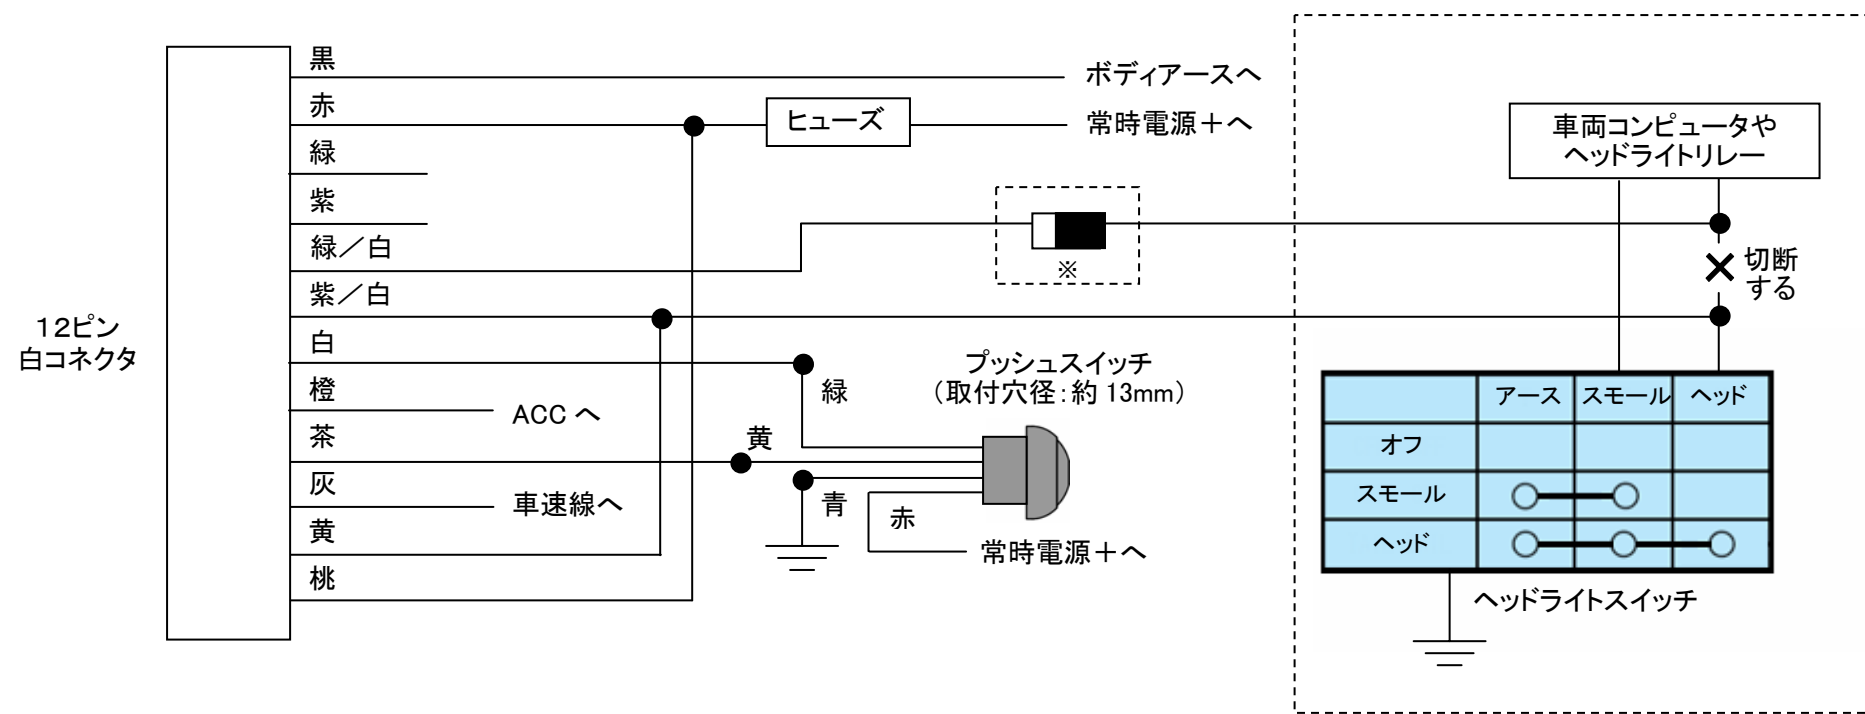 黒
ボディアースへ
赤
ヒューズ
常時電源＋へ
緑
紫
緑／白
※
紫／白
12ピン
白コネクタ
白
緑
橙
ACC へ
茶
黄
灰
車速線へ
黄
桃
プッシュスイッチ
（取付穴径：約 13mm）
青
赤
常時電源＋へ
車両コンピュータや
ヘッドライトリレー
切断
する
アース スモール ヘッド
オフ
スモール
ヘッド
ヘッドライトスイッチ